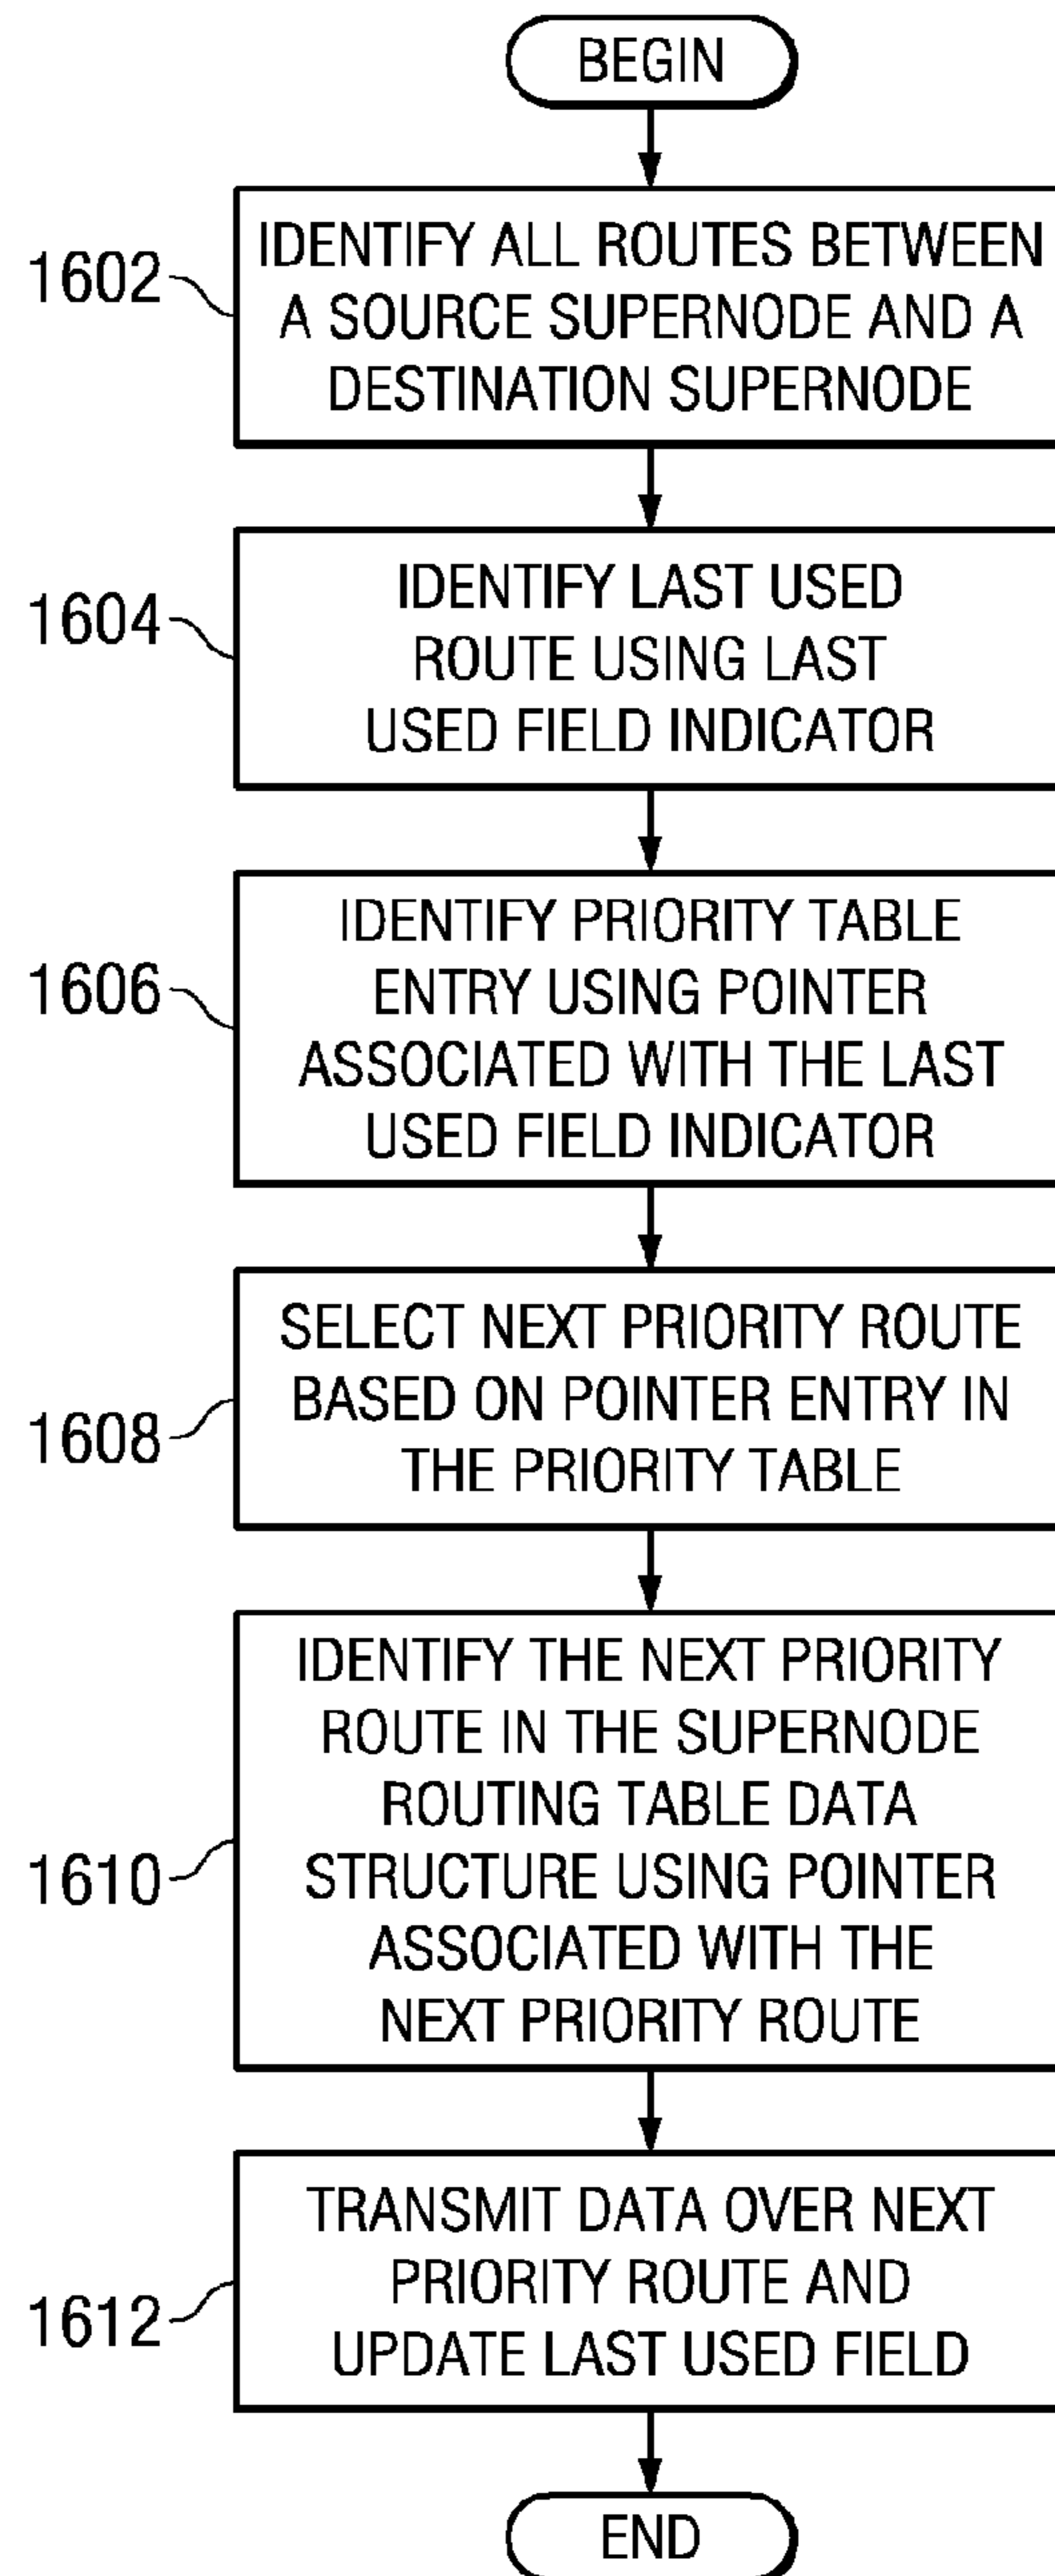 BEGIN
1602
IDENTIFY ALL ROUTES BETWEEN
A SOURCE SUPERNODE AND A
DESTINATION SUPERNODE
1604
IDENTIFY LAST USED
ROUTE USING LAST
USED FIELD INDICATOR
1606
IDENTIFY PRIORITY TABLE
ENTRY USING POINTER
ASSOCIATED WITH THE LAST
USED FIELD INDICATOR
1608
SELECT NEXT PRIORITY ROUTE
BASED ON POINTER ENTRY IN
THE PRIORITY TABLE
1610
IDENTIFY THE NEXT PRIORITY
ROUTE IN THE SUPERNODE
ROUTING TABLE DATA
STRUCTURE USING POINTER
ASSOCIATED WITH THE
NEXT PRIORITY ROUTE
1612
TRANSMIT DATA OVER NEXT
PRIORITY ROUTE AND
UPDATE LAST USED FIELD
END